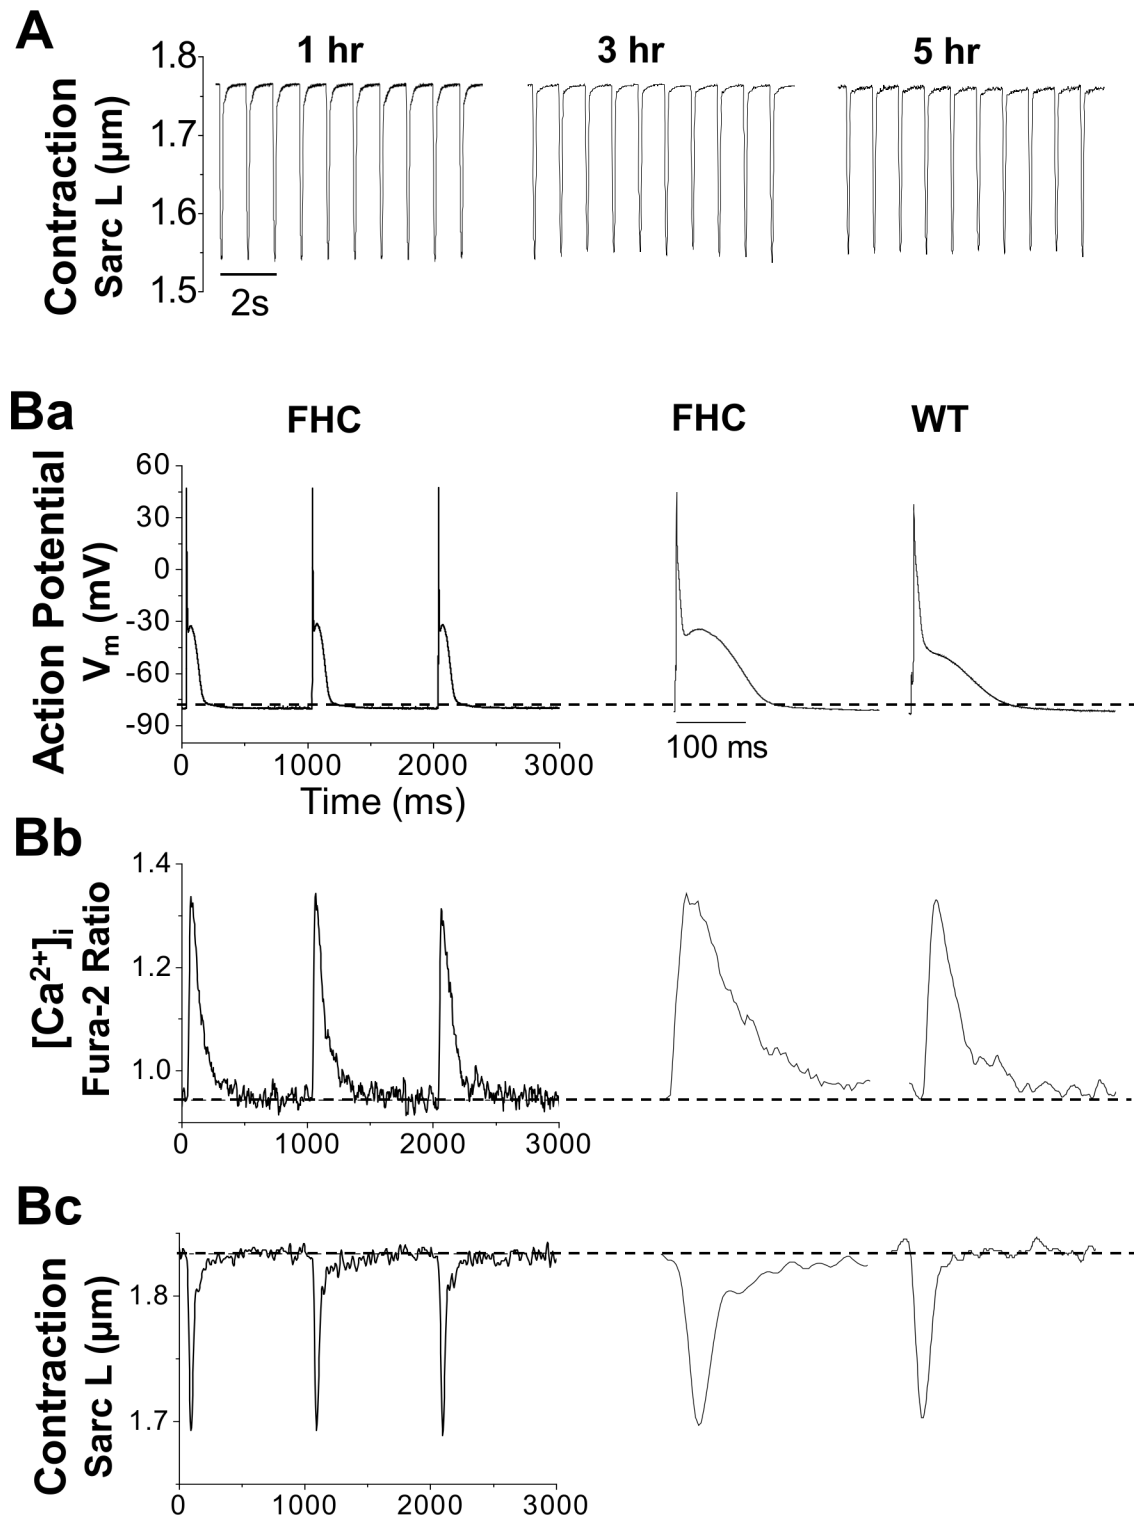 A
1 hr 3 hr 5 hr
Contraction
Sarc L (µm)
1.8
1.7
1.6
1.5
2s
Ba
FHC FHC WT
Action Potential
Vm (mV)
60
30
0
-30
-60
-90
0 1000 2000 3000
Time (ms)
100 ms
Bb
[Ca2+]i
Fura-2 Ratio
1.4
1.2
1.0
0 1000 2000 3000
Bc
Contraction
Sarc L (µm)
1.8
1.7
0 1000 2000 3000